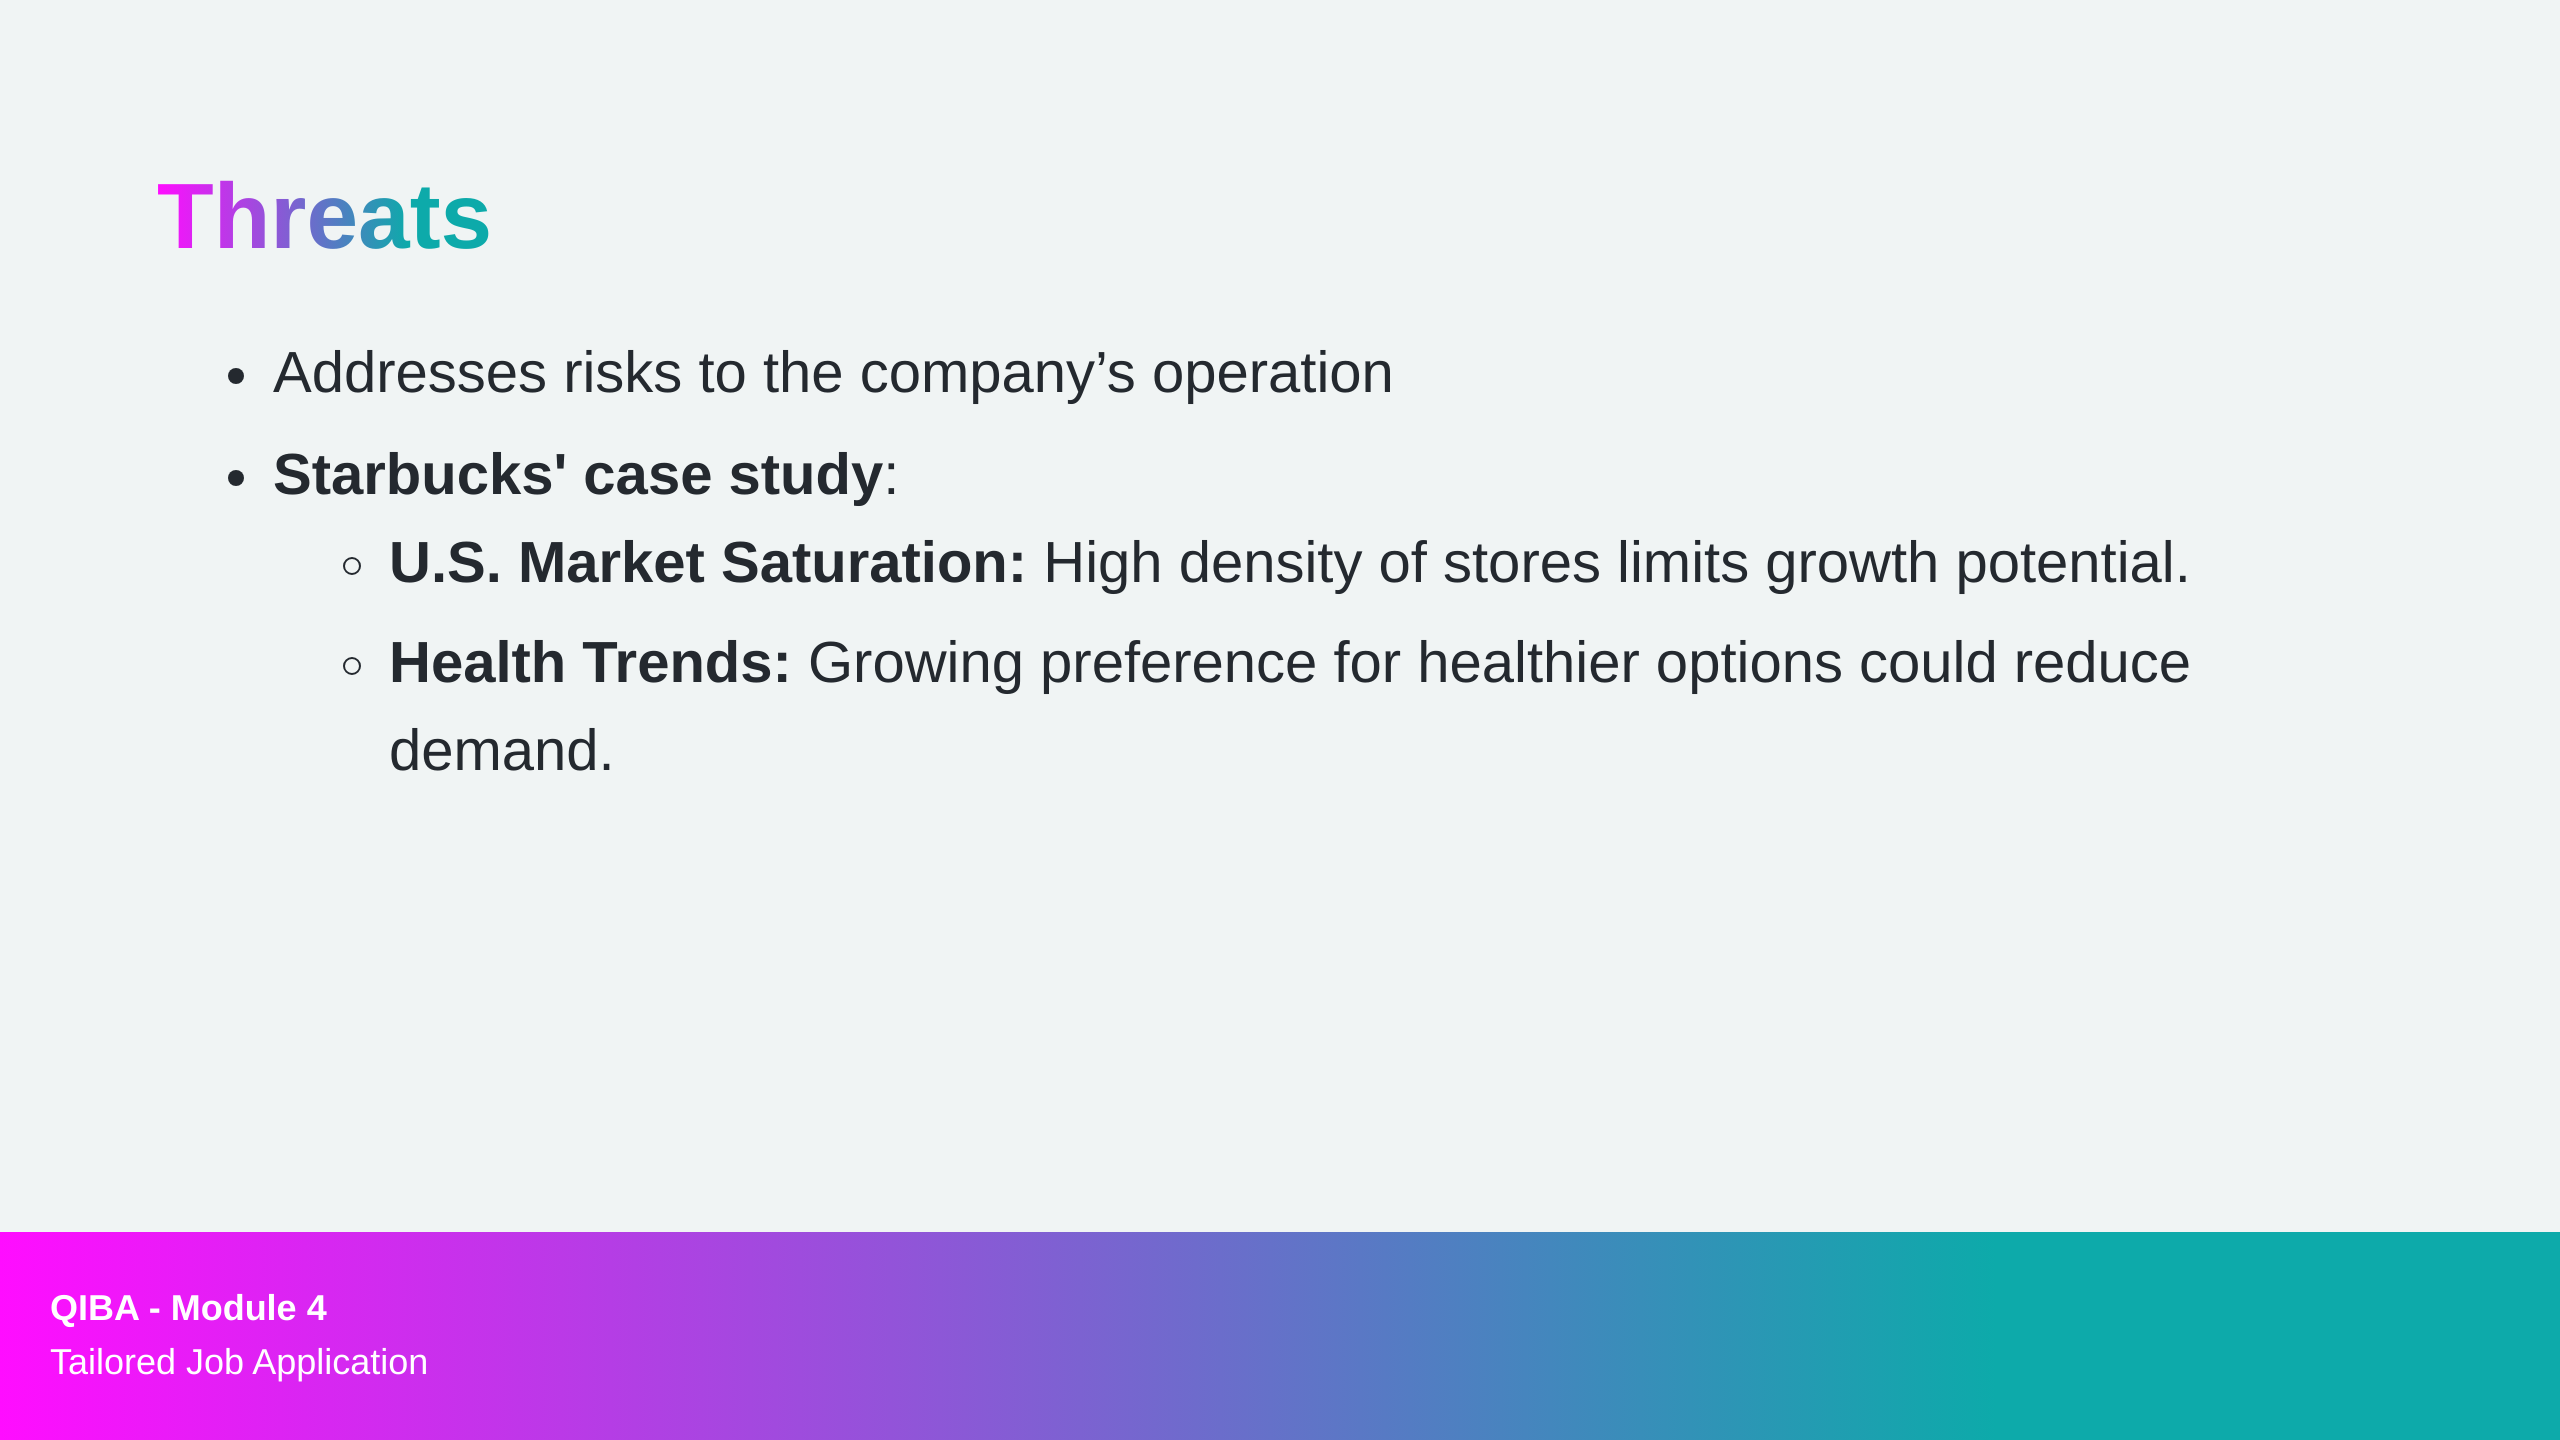 Threats
• Addresses risks to the company’s operation
• Starbucks' case study:
◦ U.S. Market Saturation: High density of stores limits growth potential.
◦ Health Trends: Growing preference for healthier options could reduce
demand.
QIBA - Module 4
Tailored Job Application